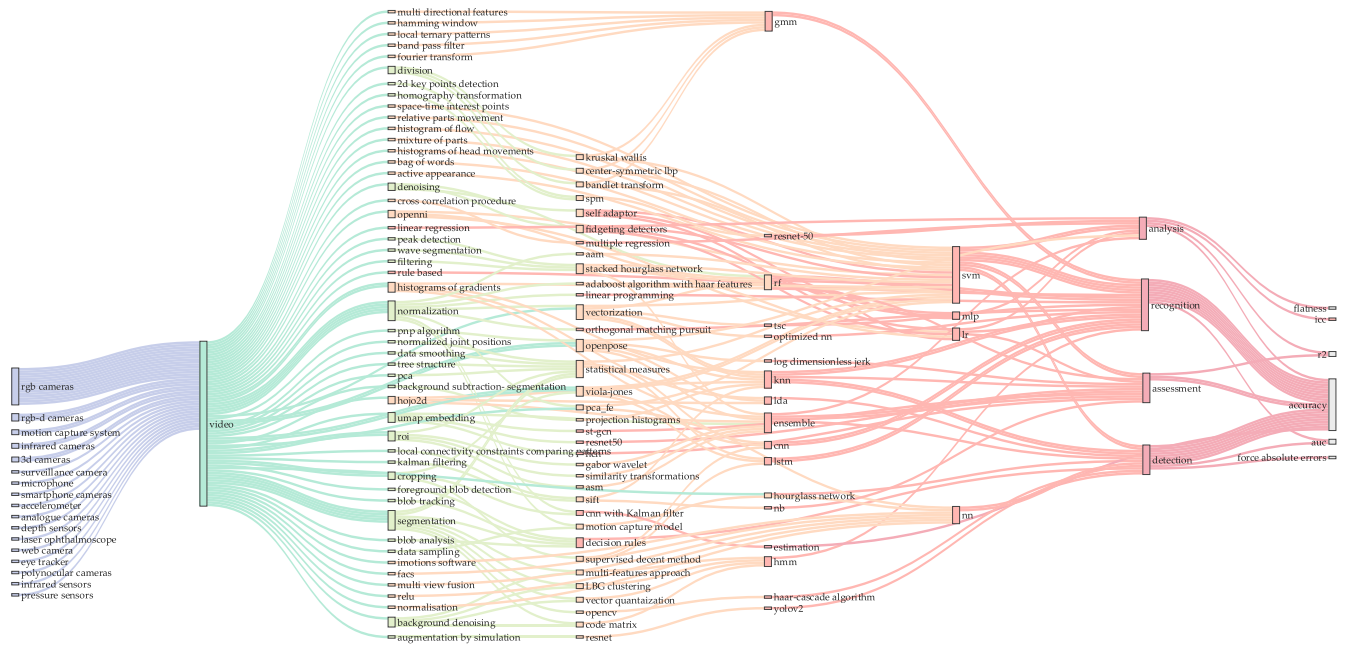 rgb cameras
rgb-d cameras
motion capture system
infrared cameras
3d cameras
surveillance camera
microphone
smartphone cameras
accelerometer
analogue cameras
depth sensors
laser ophthalmoscope
web camera
eye tracker
polynocular cameras
infrared sensors
pressure sensors
video
multi directional features
hamming window
local ternary patterns
band pass filter
fourier transform
division
2d key points detection
homography transformation
space-time interest points
relative parts movement
histogram of flow
mixture of parts
histograms of head movements
bag of words
active appearance
denoising
cross correlation procedure
openni
linear regression
peak detection
wave segmentation
filtering
rule based
histograms of gradients
normalization
pnp algorithm
normalized joint positions
data smoothing
tree structure
pca
background subtraction- segmentation
hojo2d
umap embedding
roi
local connectivity constraints comparing patterns
kalman filtering
cropping
foreground blob detection
blob tracking
segmentation
blob analysis
data sampling
imotions software
facs
multi view fusion
relu
normalisation
background denoising
augmentation by simulation
kruskal wallis
center-symmetric lbp
bandlet transform
spm
self adaptor
fidgeting detectors
multiple regression
aam
stacked hourglass network
adaboost algorithm with haar features
linear programming
vectorization
orthogonal matching pursuit
openpose
statistical measures
viola-jones
pca_fe
projection histograms
st-gcn
resnet50
gabor wavelet
similarity transformations
asm
sift
cnn with Kalman filter
motion capture model
decision rules
supervised decent method
multi-features approach
LBG clustering
vector quantaization
opencv
code matrix
resnet
gmm
resnet-50
rf
tsc
optimized nn
log dimensionless jerk
knn
lda
ensemble
cnn
lstm
hourglass network
nb
estimation
hmm
haar-cascade algorithm
yolov2
svm
mlp
lr
nn
analysis
recognition
assessment
detection
flatness
icc
r2
accuracy
auc
force absolute errors